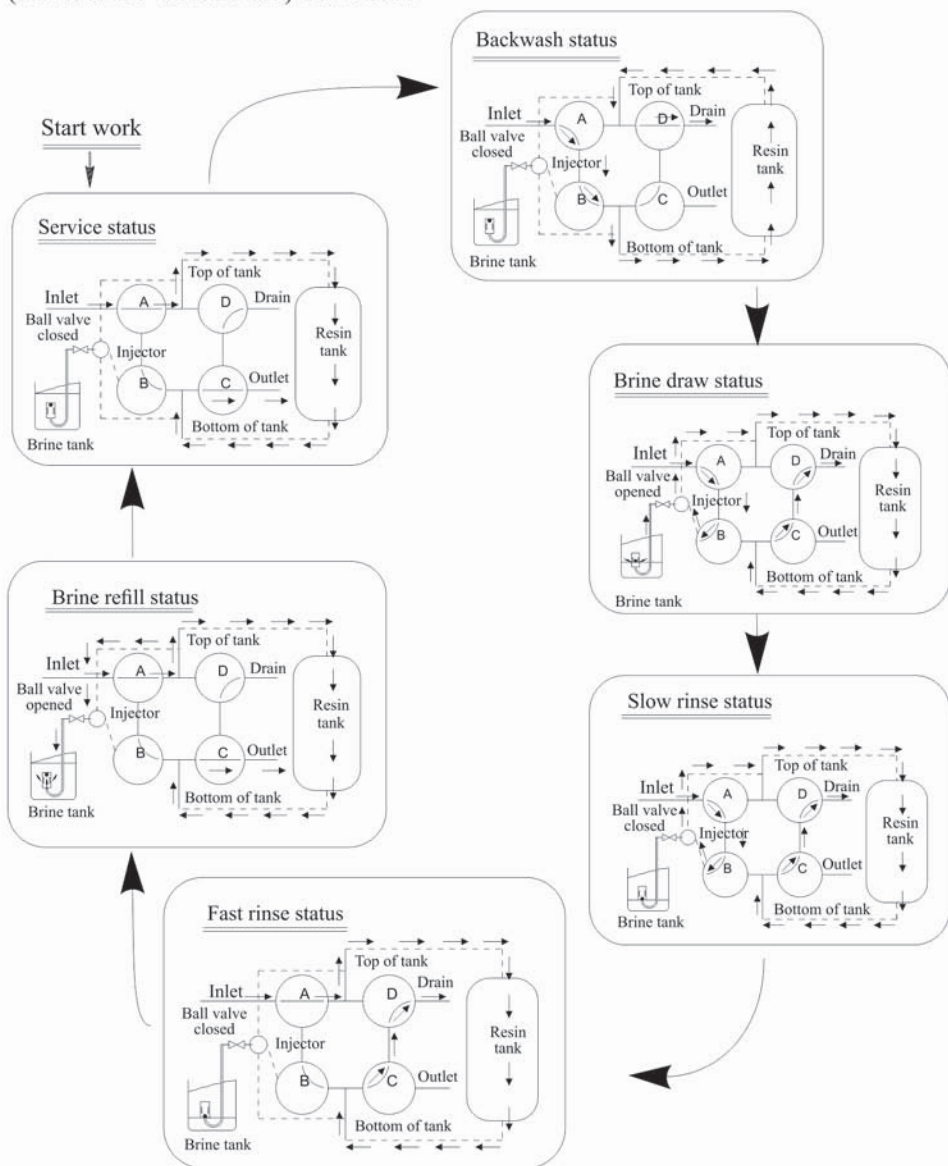 Backwash status
Top of tank
Inlet
A
D
Drain
Ball valve
closed
Injector
Resin
tank
B
C
Outlet
Bottom of tank
Brine tank
Start work
Service status
Top of tank
Inlet
A
D
Drain
Ball valve
closed
Injector
Resin
tank
B
C
Outlet
Bottom of tank
Brine tank
Brine draw status
Top of tank
Inlet
A
D
Drain
Ball valve
opened
Injector
Resin
tank
B
C
Outlet
Bottom of tank
Brine tank
Brine refill status
Top of tank
Inlet
A
D
Drain
Ball valve
opened
Injector
Resin
tank
B
C
Outlet
Bottom of tank
Brine tank
Slow rinse status
Top of tank
Inlet
A
D
Drain
Ball valve
closed
Injector
Resin
tank
B
C
Outlet
Bottom of tank
Brine tank
Fast rinse status
Top of tank
Inlet
A
D
Drain
Ball valve
closed
Injector
Resin
tank
B
C
Outlet
Bottom of tank
Brine tank